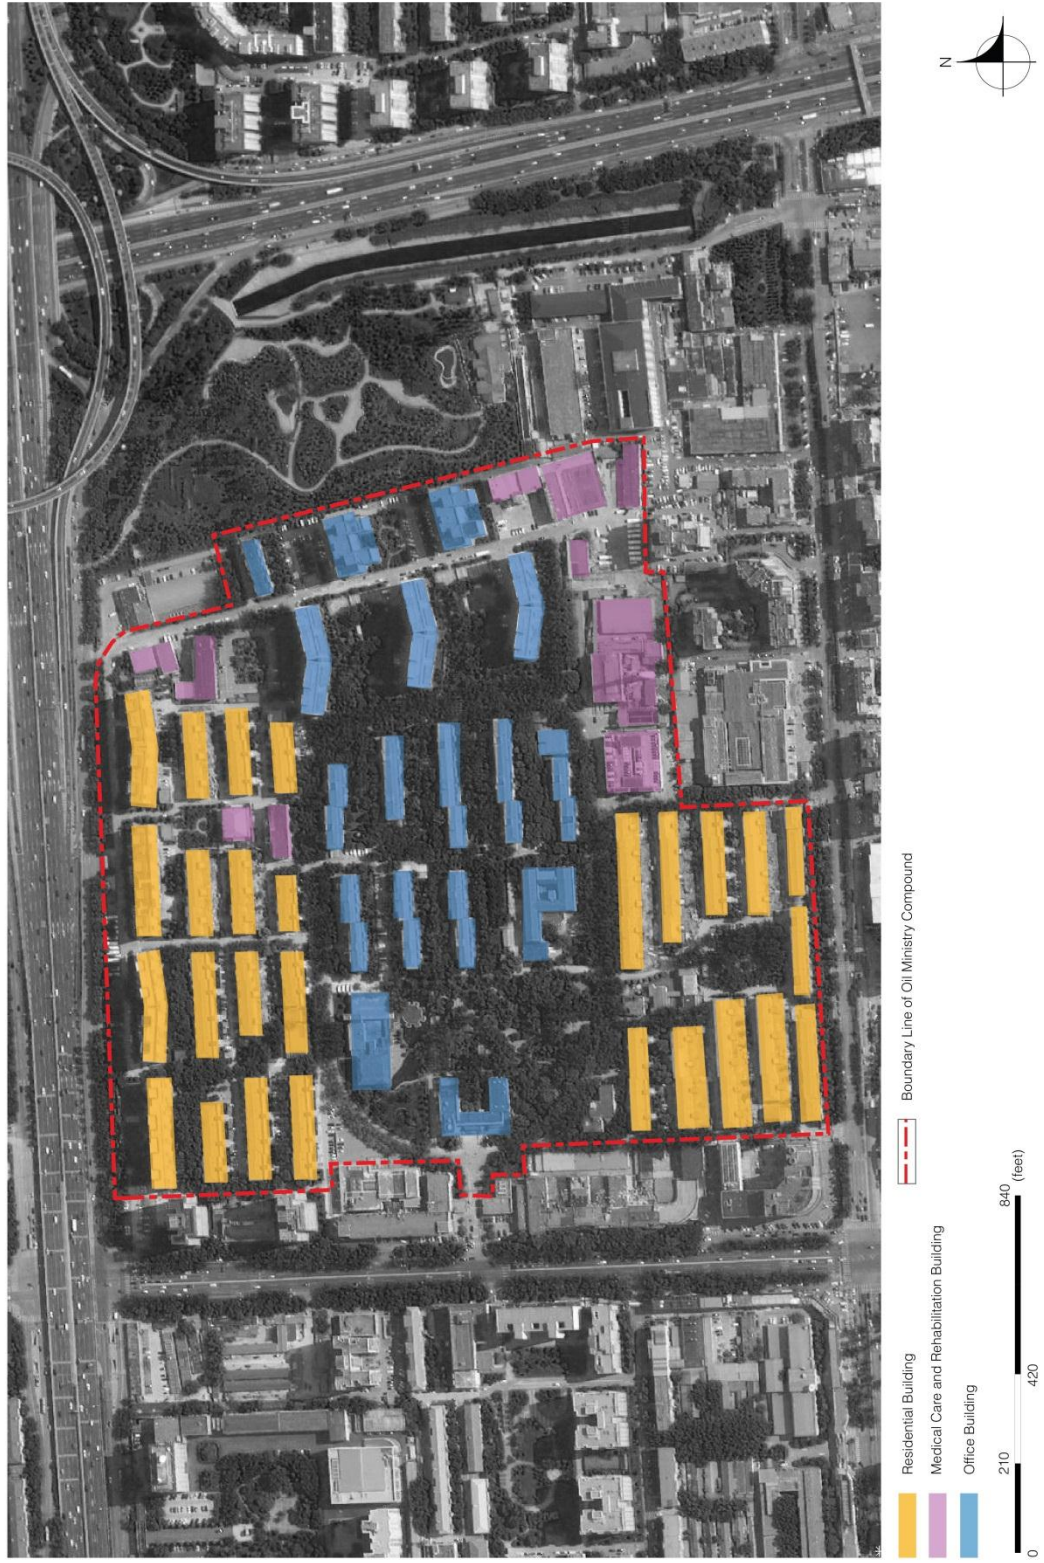 N
Residential Building
Medical Care and Rehabilitation Building
Office Building
Boundary Line of Oil Ministry Compound
0
210
420
840
(feet)